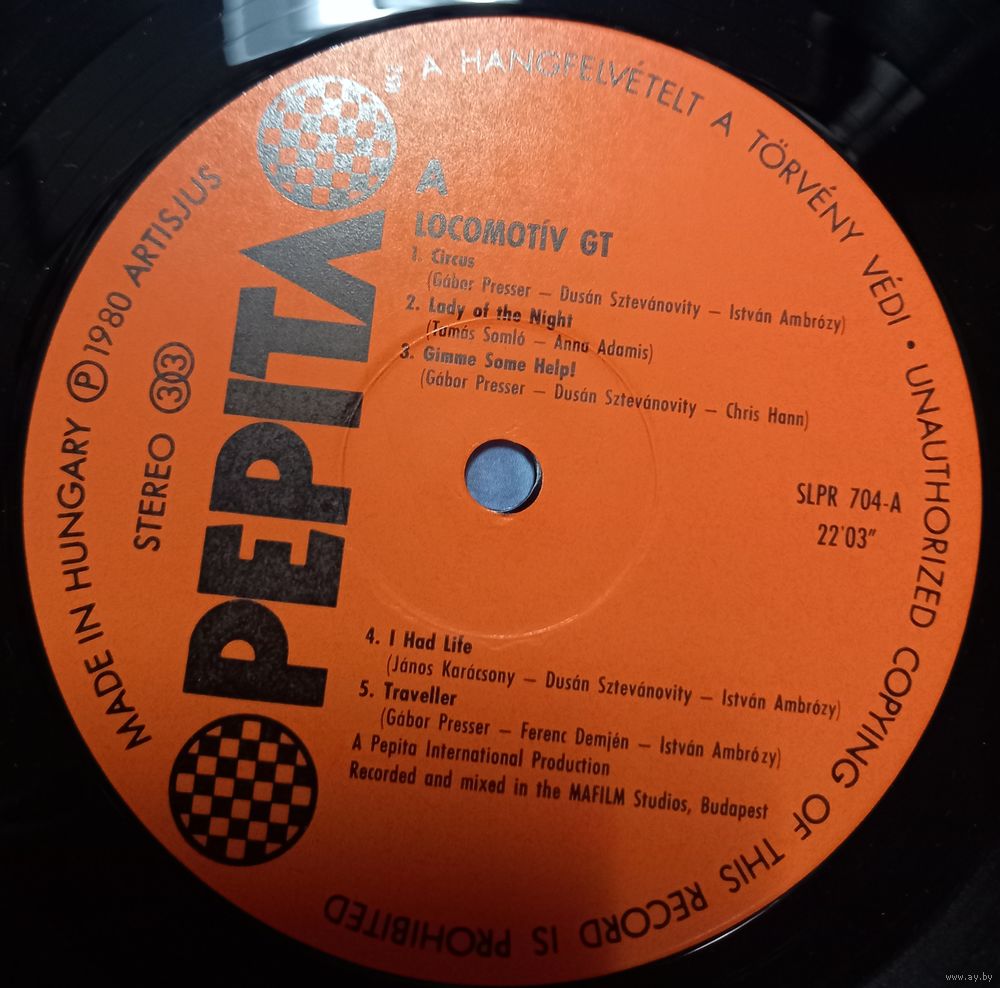 A HANGFELVÉTELT A TÖRVÉNY VÉDI • UNAUTHORIZED COPYING OF THIS RECORD IS PROHIBITED
MADE IN HUNGARY Ⓟ 1980 ARTISJUS
STEREO 33
PEPITA
A
LOCOMOTÍV GT
1. Circus
(Gábor Presser – Dusán Sztevánovity – István Ambrózy)
2. Lady of the Night
(Tamás Somló – Anna Adamis)
3. Gimme Some Help!
(Gábor Presser – Dusán Sztevánovity – Chris Hann)
SLPR 704-A
22'03"
4. I Had Life
(János Karácsony – Dusán Sztevánovity – István Ambrózy)
5. Traveller
(Gábor Presser – Ferenc Demjén – István Ambrózy)
A Pepita International Production
Recorded and mixed in the MAFILM Studios, Budapest
www.ay.by